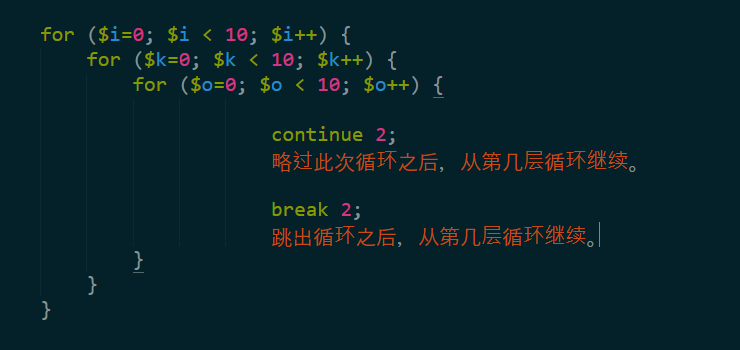 for ($i=0; $i < 10; $i++) {
for ($k=0; $k < 10; $k++) {
for ($o=0; $o < 10; $o++) {
continue 2;
略过此次循环之后，从第几层循环继续。
break 2;
跳出循环之后，从第几层循环继续。
}
}
}